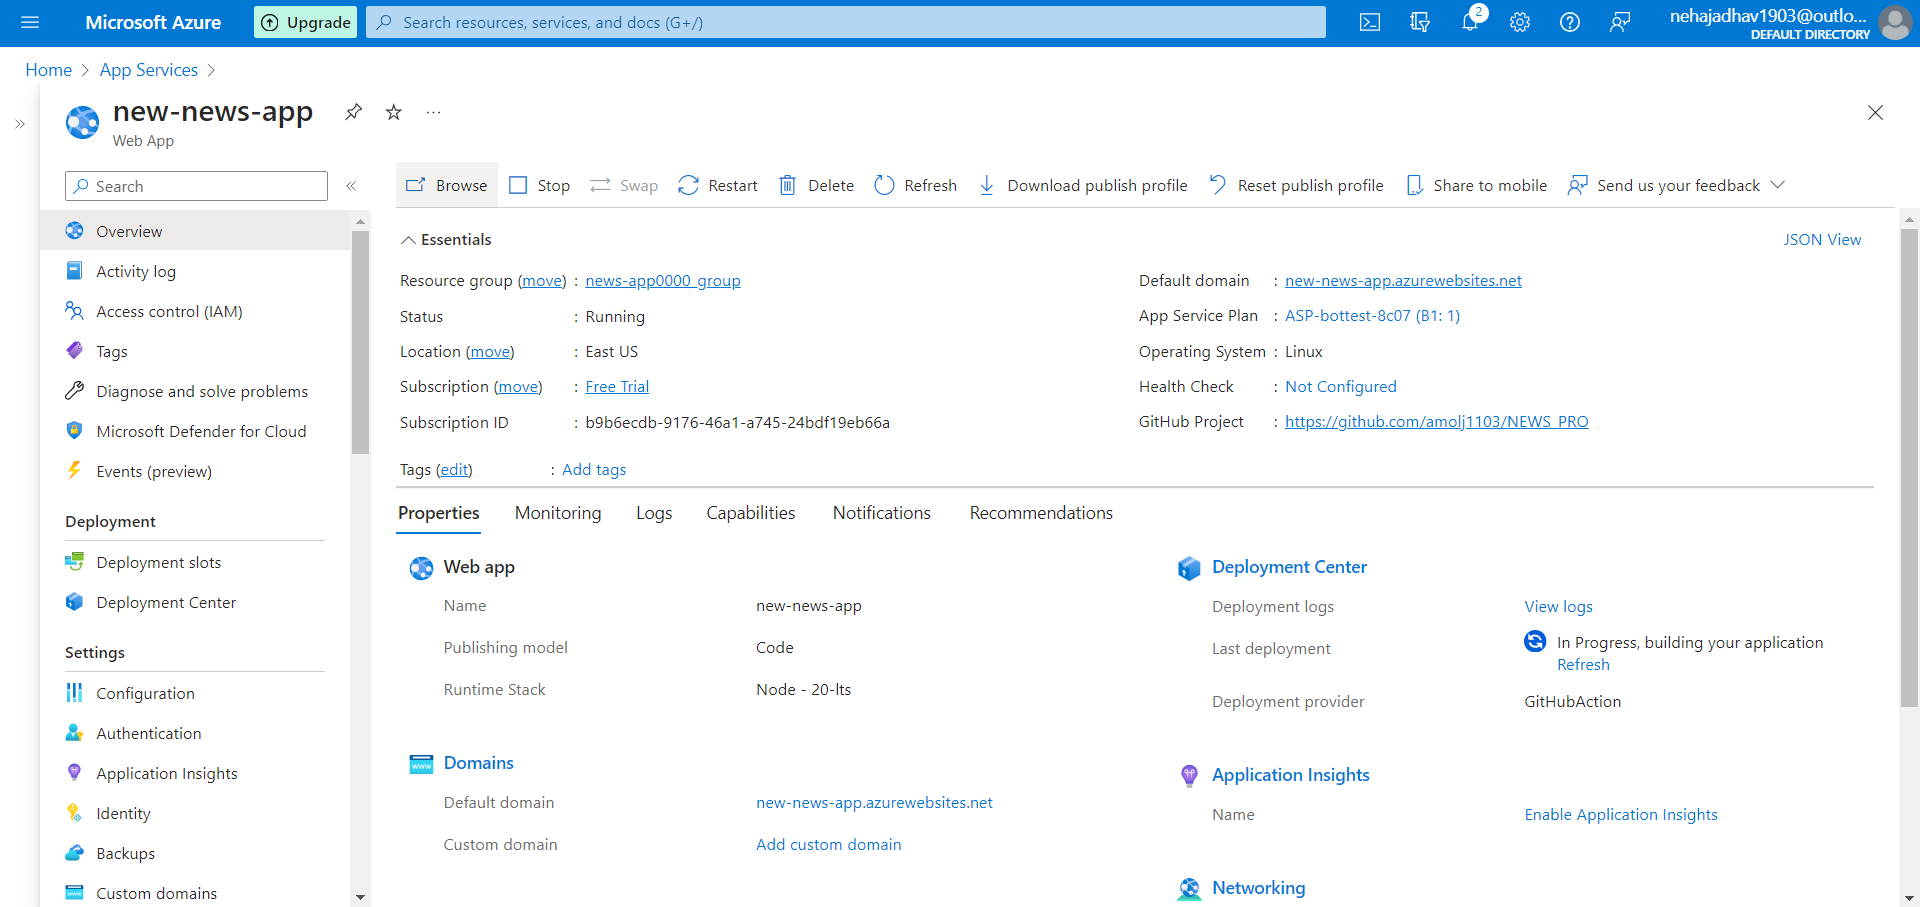 Microsoft Azure
Upgrade
Search resources, services, and docs (G+/)
2
nehajadhav1903@outlo...
DEFAULT DIRECTORY
Home > App Services >
new-news-app
Web App
Search
Browse Stop Swap Restart Delete Refresh Download publish profile Reset publish profile Share to mobile Send us your feedback
Overview
Activity log
Access control (IAM)
Tags
Diagnose and solve problems
Microsoft Defender for Cloud
Events (preview)
Deployment
Deployment slots
Deployment Center
Settings
Configuration
Authentication
Application Insights
Identity
Backups
Custom domains
Essentials
JSON View
Resource group (move) : news-app0000_group
Status : Running
Location (move) : East US
Subscription (move) : Free Trial
Subscription ID : b9b6ecdb-9176-46a1-a745-24bdf19eb66a
Default domain : new-news-app.azurewebsites.net
App Service Plan : ASP-bottest-8c07 (B1: 1)
Operating System : Linux
Health Check : Not Configured
GitHub Project : https://github.com/amolj1103/NEWS_PRO
Tags (edit) : Add tags
Properties Monitoring Logs Capabilities Notifications Recommendations
Web app
Name new-news-app
Publishing model Code
Runtime Stack Node - 20-lts
Domains
Default domain new-news-app.azurewebsites.net
Custom domain Add custom domain
Deployment Center
Deployment logs View logs
Last deployment In Progress, building your application
Refresh
Deployment provider GitHubAction
Application Insights
Name Enable Application Insights
Networking